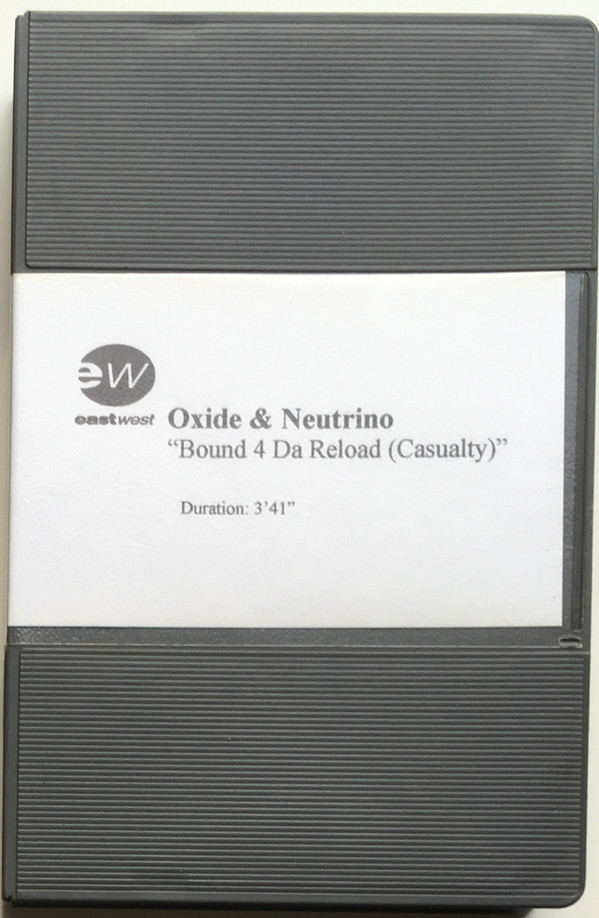 ew
eastwest
Oxide & Neutrino
“Bound 4 Da Reload (Casualty)”
Duration: 3’41”